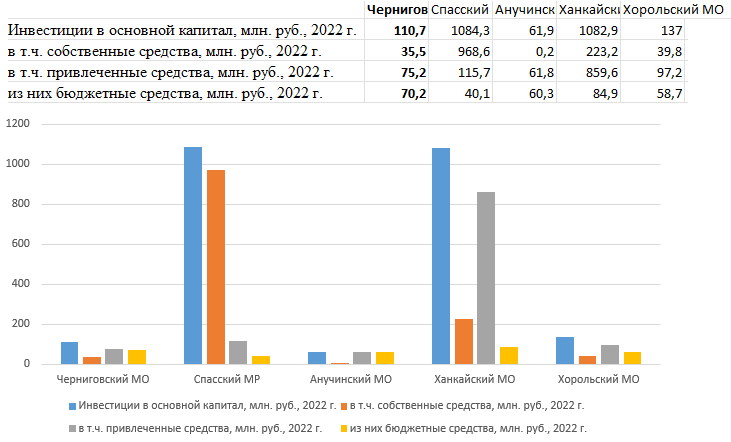 Чернигов Спасский Анучинск Ханкайски Хорольский МО
Инвестиции в основной капитал, млн. руб., 2022 г. 110,7 1084,3 61,9 1082,9 137
в т.ч. собственные средства, млн. руб., 2022 г. 35,5 968,6 0,2 223,2 39,8
в т.ч. привлеченные средства, млн. руб., 2022 г. 75,2 115,7 61,8 859,6 97,2
из них бюджетные средства, млн. руб., 2022 г. 70,2 40,1 60,3 84,9 58,7
1200
1000
800
600
400
200
0
Черниговский МО Спасский МР Анучинский МО Ханкайский МО Хорольский МО
Инвестиции в основной капитал, млн. руб., 2022 г. в т.ч. собственные средства, млн. руб., 2022 г.
в т.ч. привлеченные средства, млн. руб., 2022 г. из них бюджетные средства, млн. руб., 2022 г.